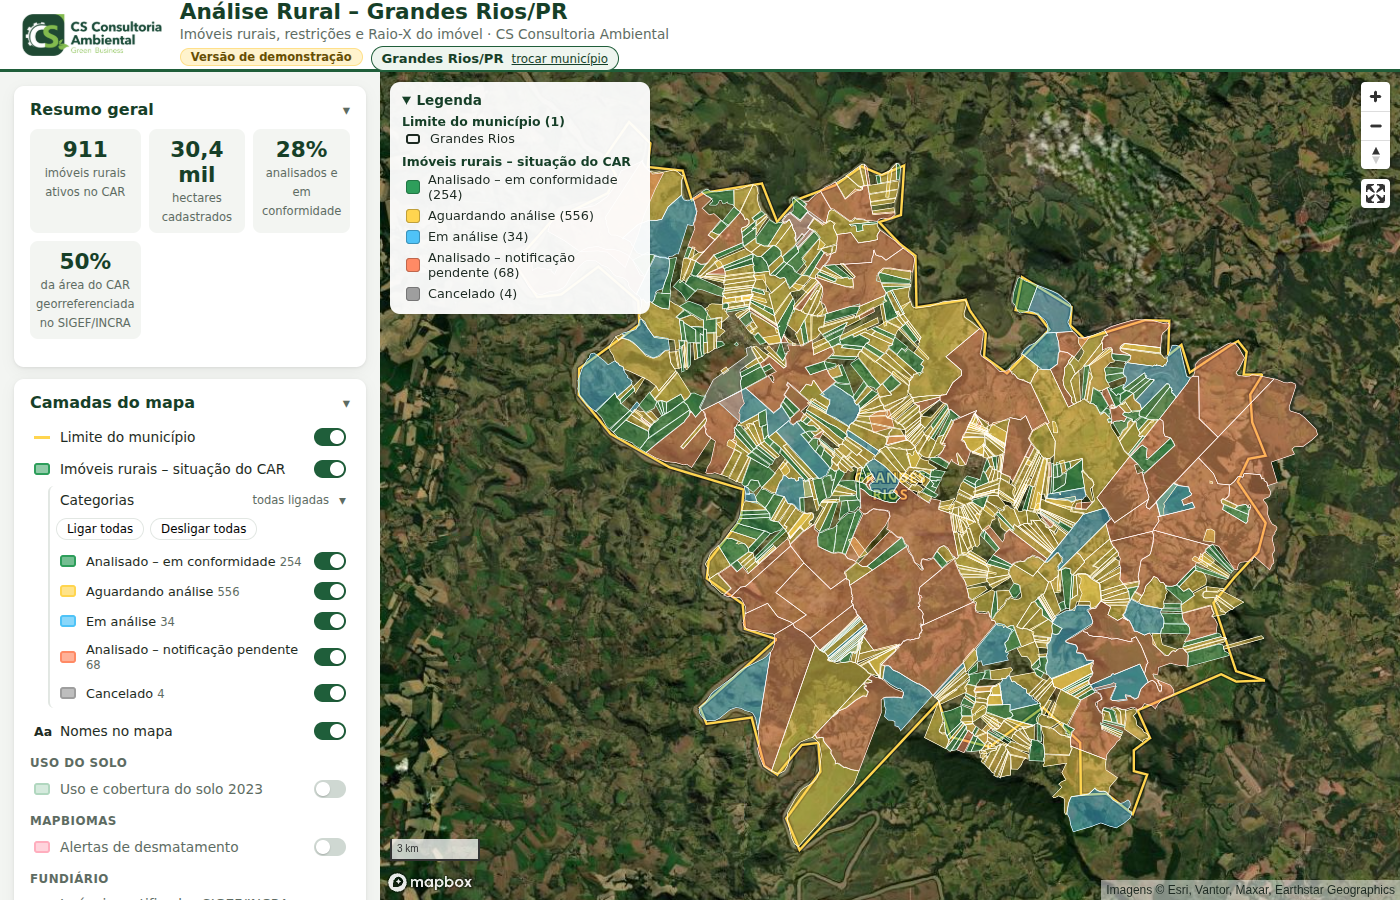 CS Consultoria
Ambiental
Green Business
Análise Rural – Grandes Rios/PR
Imóveis rurais, restrições e Raio-X do imóvel · CS Consultoria Ambiental
Versão de demonstração
Grandes Rios/PR trocar município
Resumo geral
911
imóveis rurais
ativos no CAR
30,4
mil
hectares
cadastrados
28%
analisados e
em
conformidade
50%
da área do CAR
georreferenciada
no SIGEF/INCRA
Camadas do mapa
Limite do município
Imóveis rurais – situação do CAR
Categorias todas ligadas
Ligar todas Desligar todas
Analisado – em conformidade 254
Aguardando análise 556
Em análise 34
Analisado – notificação pendente
68
Cancelado 4
Aa Nomes no mapa
USO DO SOLO
Uso e cobertura do solo 2023
MAPBIOMAS
Alertas de desmatamento
FUNDIÁRIO
Legenda
Limite do município (1)
Grandes Rios
Imóveis rurais – situação do CAR
Analisado – em conformidade
(254)
Aguardando análise (556)
Em análise (34)
Analisado – notificação
pendente (68)
Cancelado (4)
GRANDES
RIOS
3 km
mapbox
Imagens © Esri, Vantor, Maxar, Earthstar Geographics